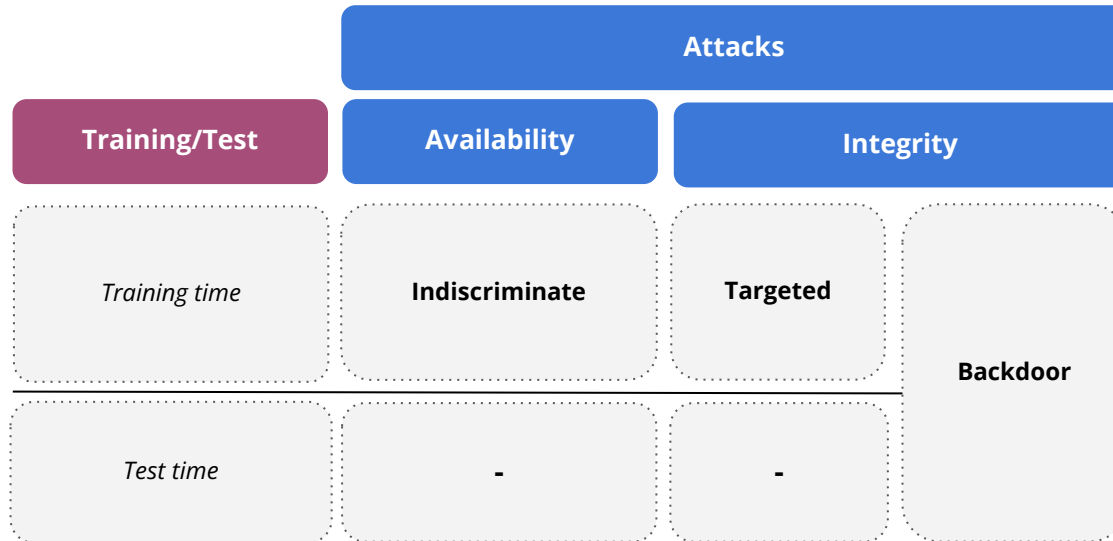 Attacks
Training/Test
Availability
Integrity
Training time
Indiscriminate
Targeted
Backdoor
Test time
-
-